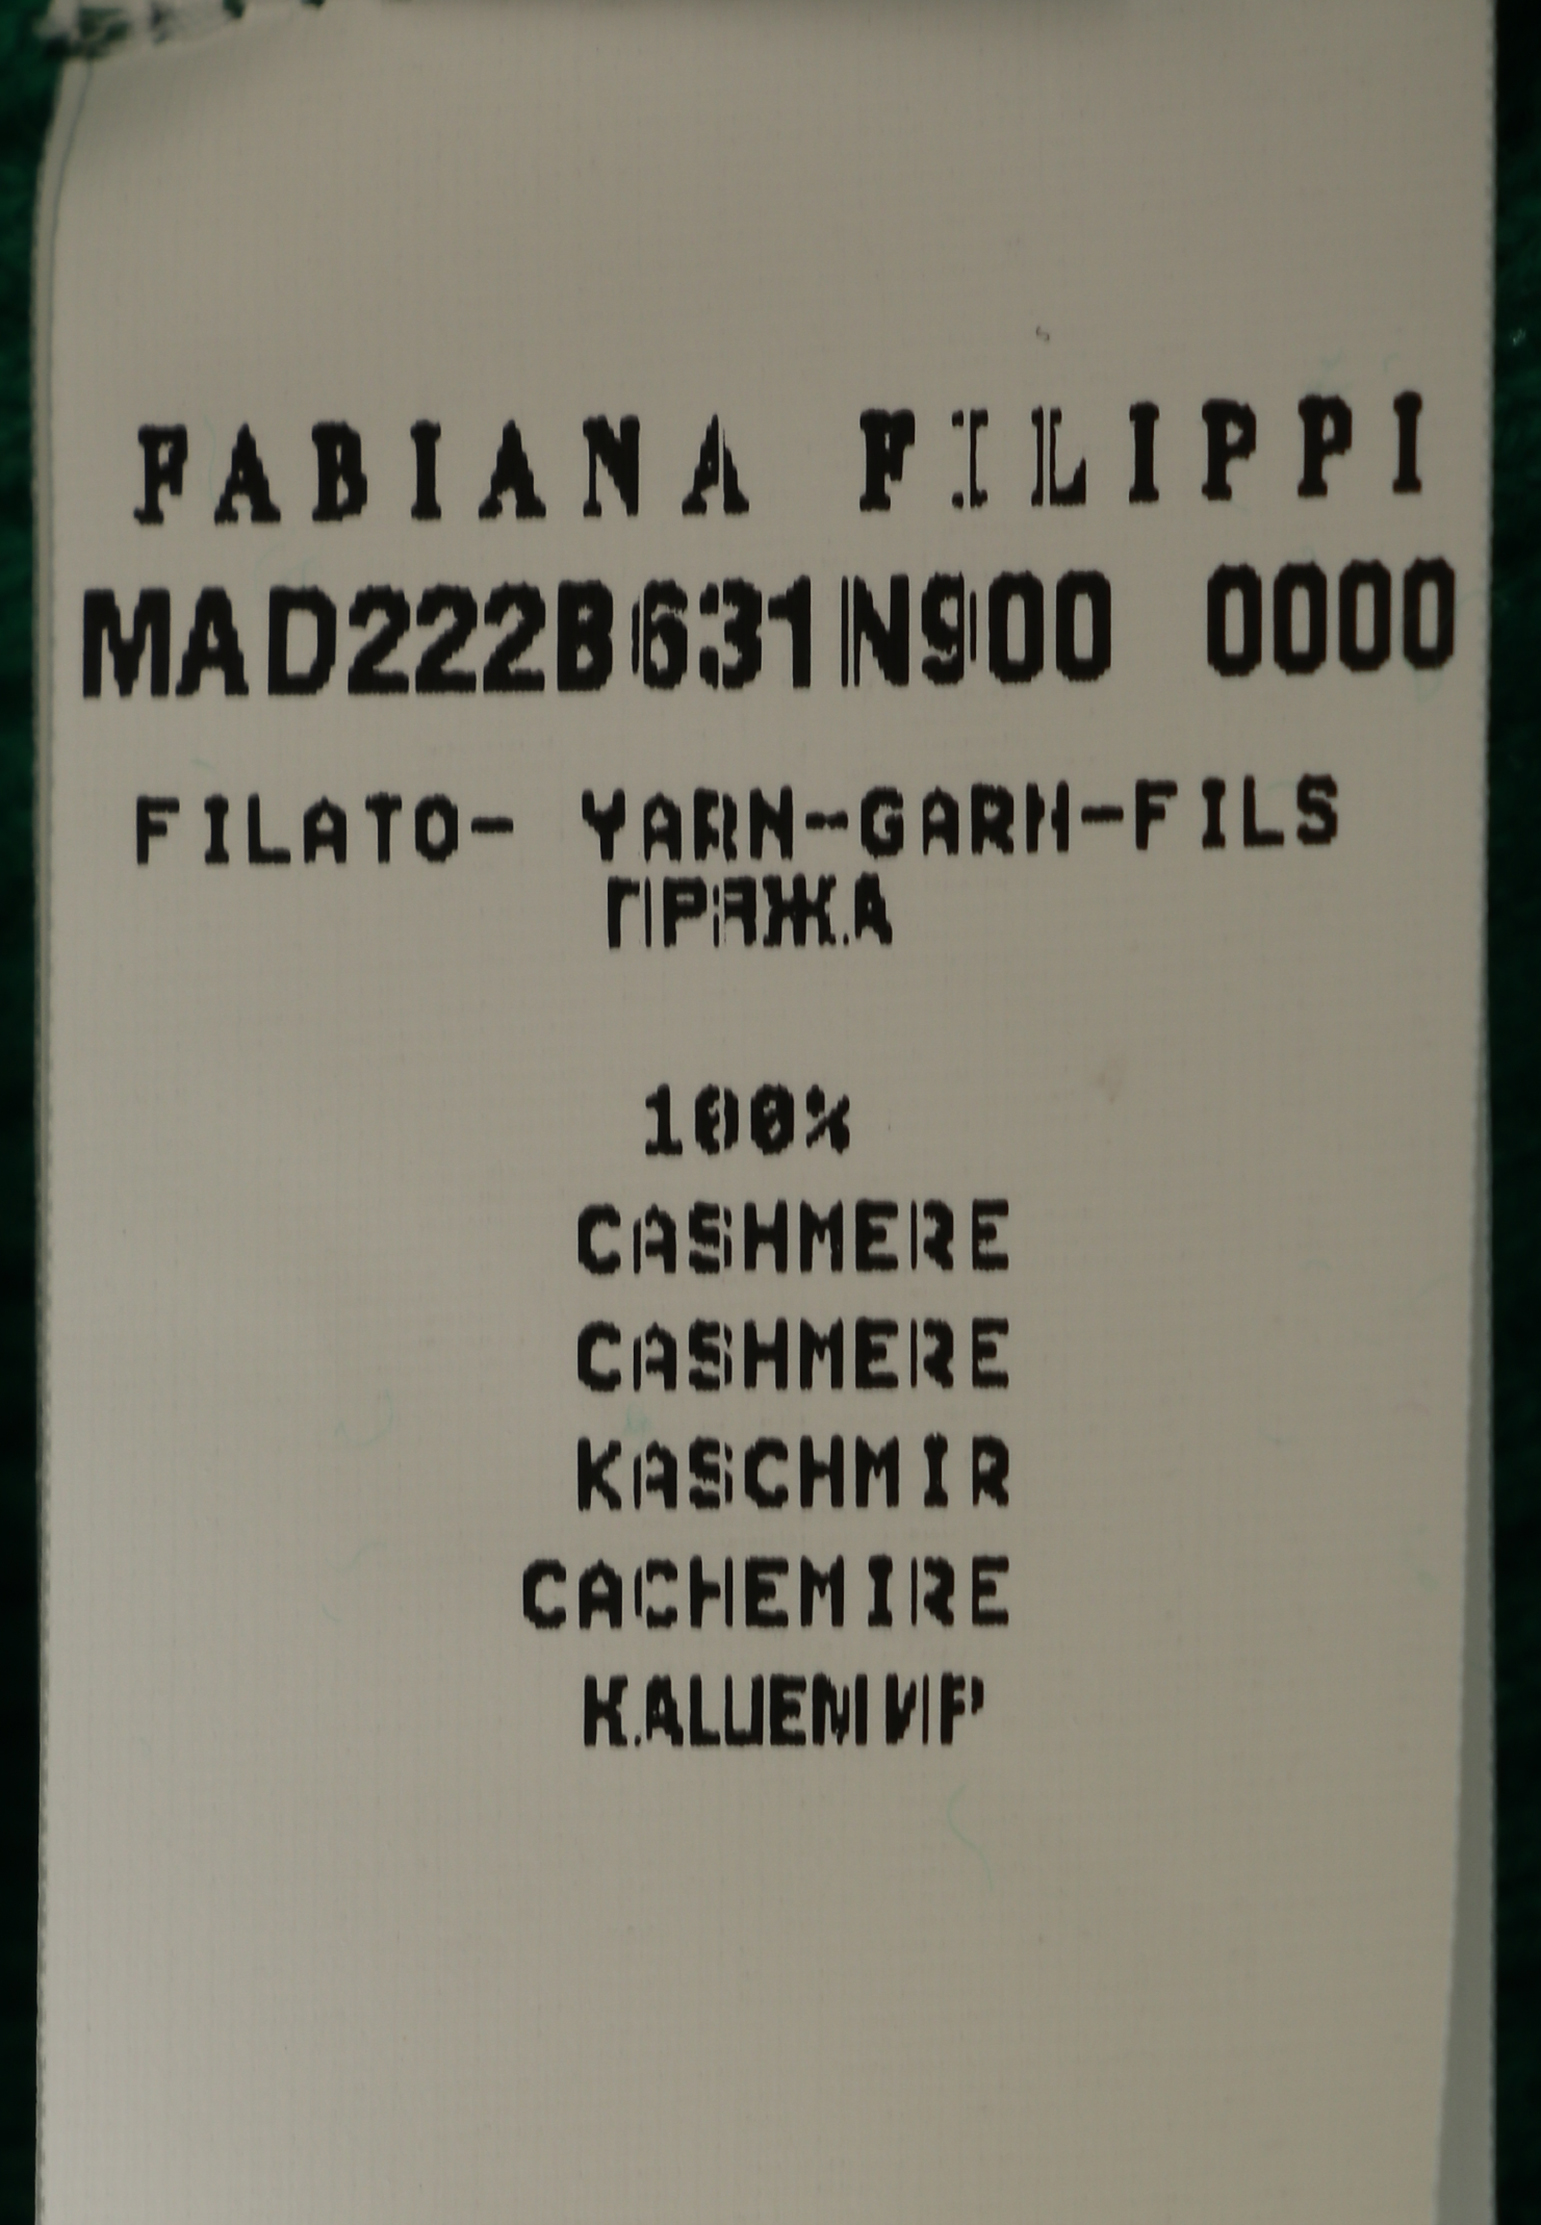 FABIANA FILIPPI
MAD222B631N900 0000
FILATO- YARN-GARN-FILS
ПРЯЖА
100%
CASHMERE
CASHMERE
KASCHMIR
CACHEMIRE
КАШЕМИР